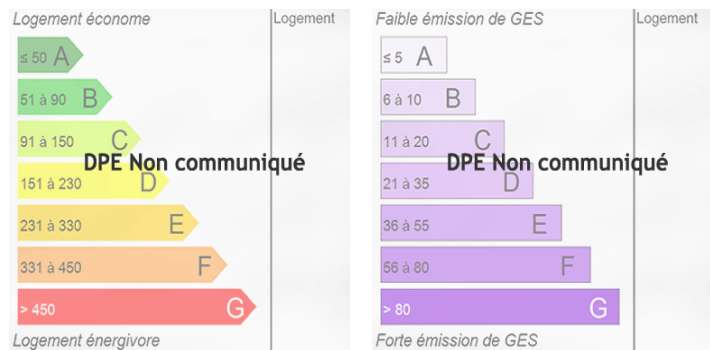 Logement économe
Logement
≤ 50 A
51 à 90 B
91 à 150 C
DPE Non communiqué
151 à 230 D
231 à 330 E
331 à 450 F
> 450 G
Logement énergivore
Faible émission de GES
Logement
≤ 5 A
6 à 10 B
11 à 20 C
DPE Non communiqué
21 à 35 D
36 à 55 E
56 à 80 F
> 80 G
Forte émission de GES